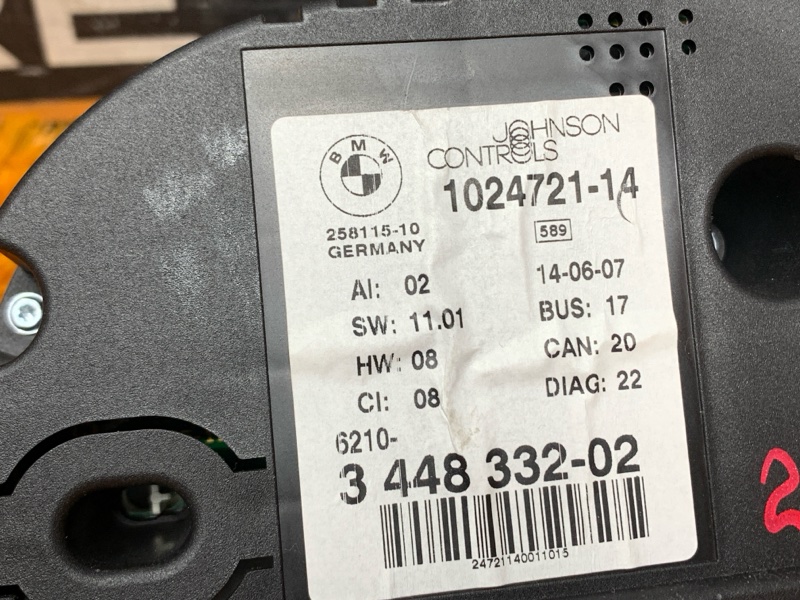 BMW
JOHNSON
CONTROLS
1024721-14
258115-10
GERMANY
589
AI: 02
14-06-07
SW: 11.01
BUS: 17
HW: 08
CAN: 20
CI: 08
DIAG: 22
6210-
3 448 332-02
24721140011015
2